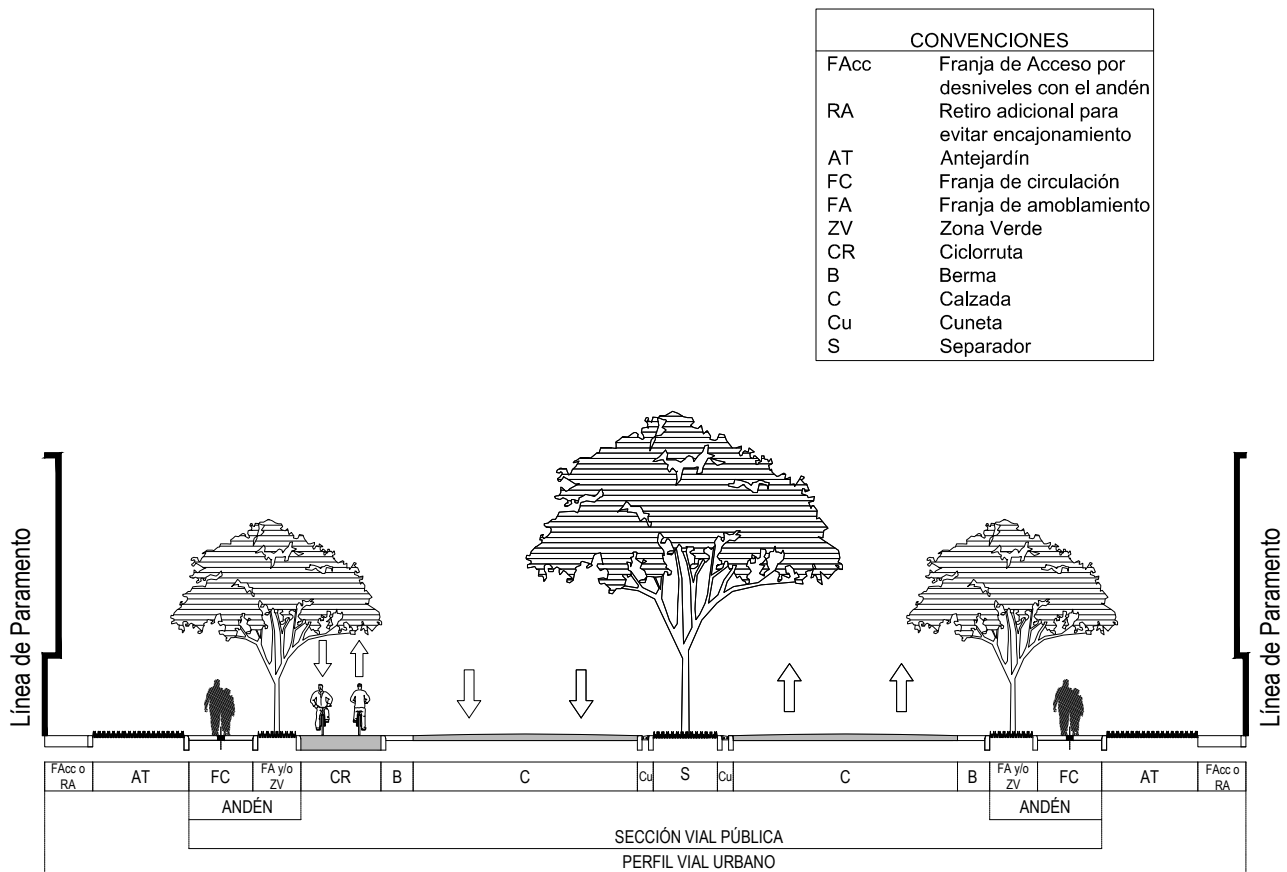 CONVENCIONES
FAcc Franja de Acceso por
desniveles con el andén
RA Retiro adicional para
evitar encajonamiento
AT Antejardín
FC Franja de circulación
FA Franja de amoblamiento
ZV Zona Verde
CR Ciclorruta
B Berma
C Calzada
Cu Cuneta
S Separador
Línea de Paramento
Línea de Paramento
FAcc o
RA
AT
FC
FA y/o
ZV
CR
B
C
Cu
S
Cu
C
B
FA y/o
ZV
FC
AT
FAcc o
RA
ANDÉN
ANDÉN
SECCIÓN VIAL PÚBLICA
PERFIL VIAL URBANO